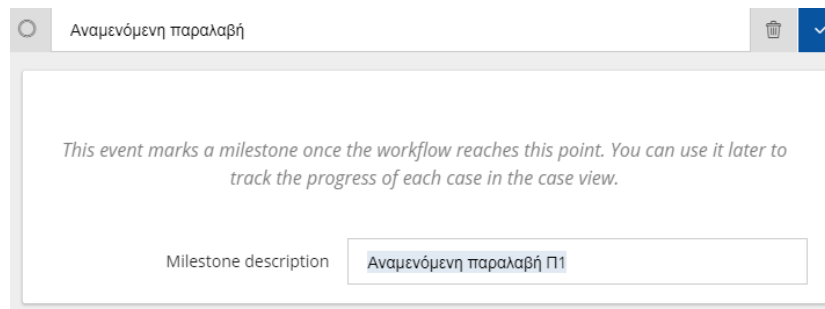 Αναμενόμενη παραλαβή
This event marks a milestone once the workflow reaches this point. You can use it later to
track the progress of each case in the case view.
Milestone description
Αναμενόμενη παραλαβή Π1